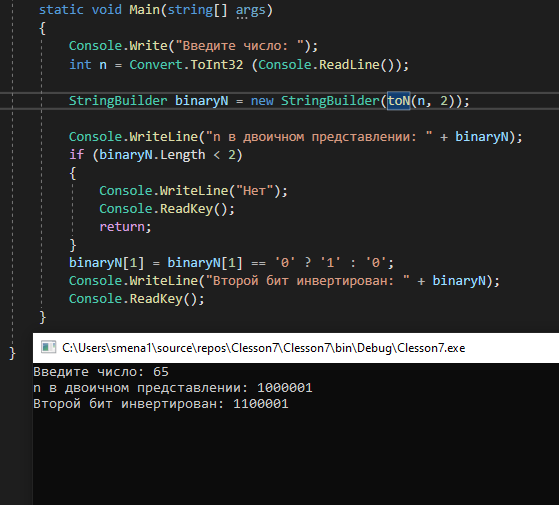 static void Main(string[] args)
{
Console.Write("Введите число: ");
int n = Convert.ToInt32 (Console.ReadLine());
StringBuilder binaryN = new StringBuilder(toN(n, 2));
Console.WriteLine("n в двоичном представлении: " + binaryN);
if (binaryN.Length < 2)
{
Console.WriteLine("Нет");
Console.ReadKey();
return;
}
binaryN[1] = binaryN[1] == '0' ? '1' : '0';
Console.WriteLine("Второй бит инвертирован: " + binaryN);
Console.ReadKey();
}
}
C:\Users\smena1\source\repos\Clesson7\Clesson7\bin\Debug\Clesson7.exe
Введите число: 65
n в двоичном представлении: 1000001
Второй бит инвертирован: 1100001